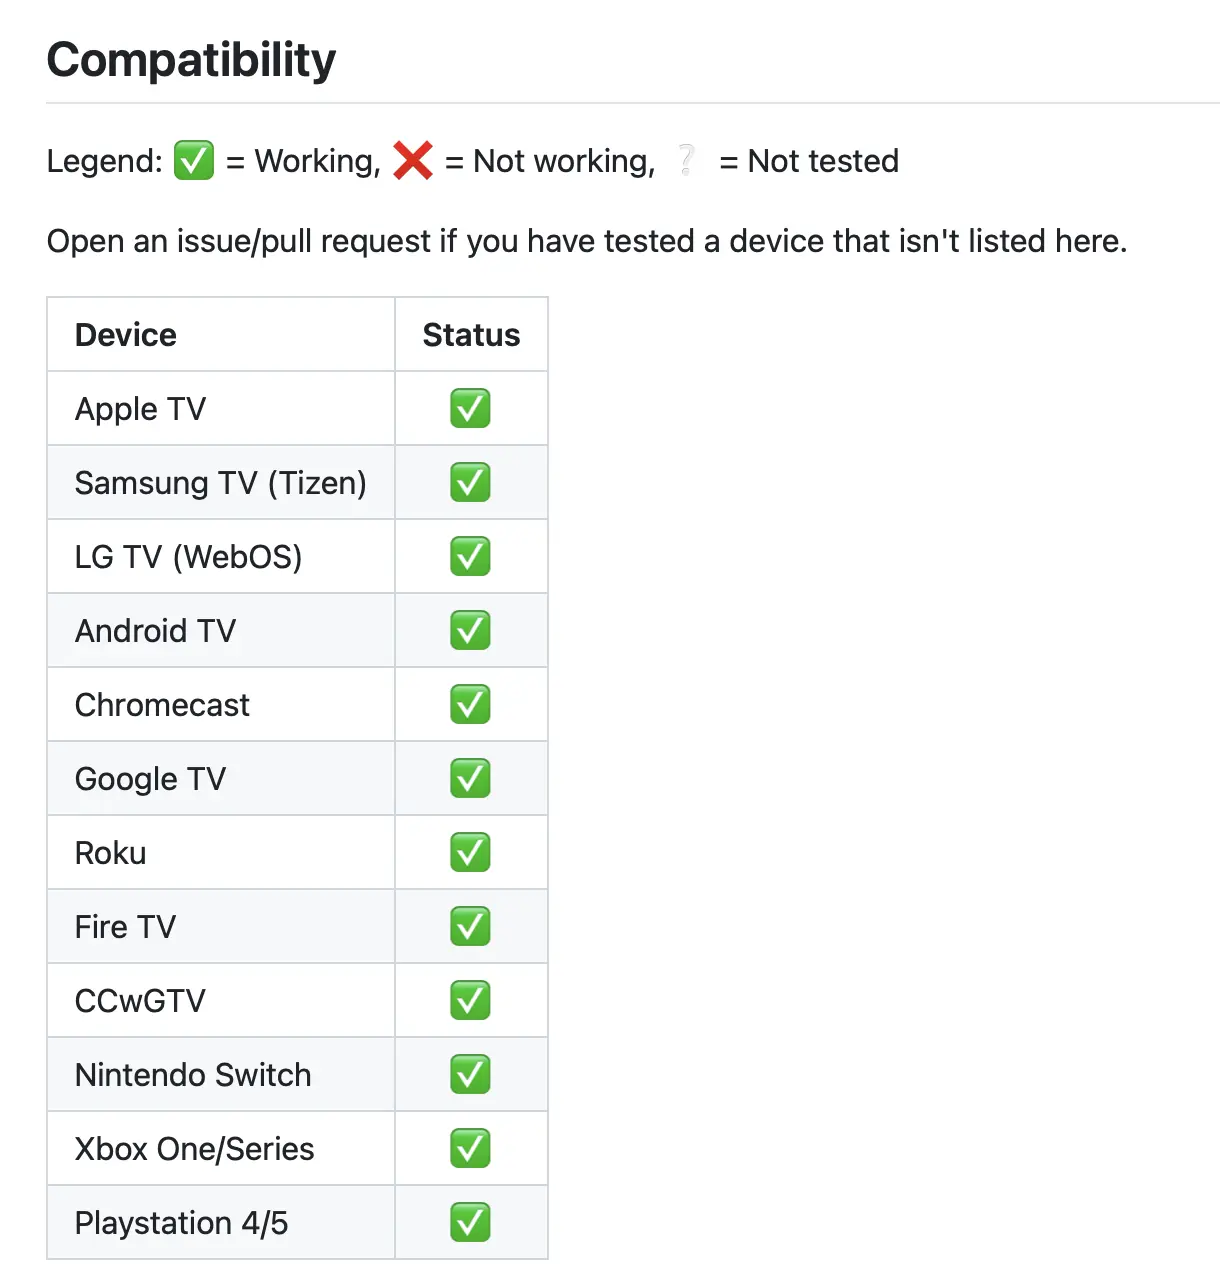 Compatibility
Legend: ✅ = Working, ❌ = Not working, ❔ = Not tested
Open an issue/pull request if you have tested a device that isn't listed here.
Device Status
Apple TV ✅
Samsung TV (Tizen) ✅
LG TV (WebOS) ✅
Android TV ✅
Chromecast ✅
Google TV ✅
Roku ✅
Fire TV ✅
CCwGTV ✅
Nintendo Switch ✅
Xbox One/Series ✅
Playstation 4/5 ✅